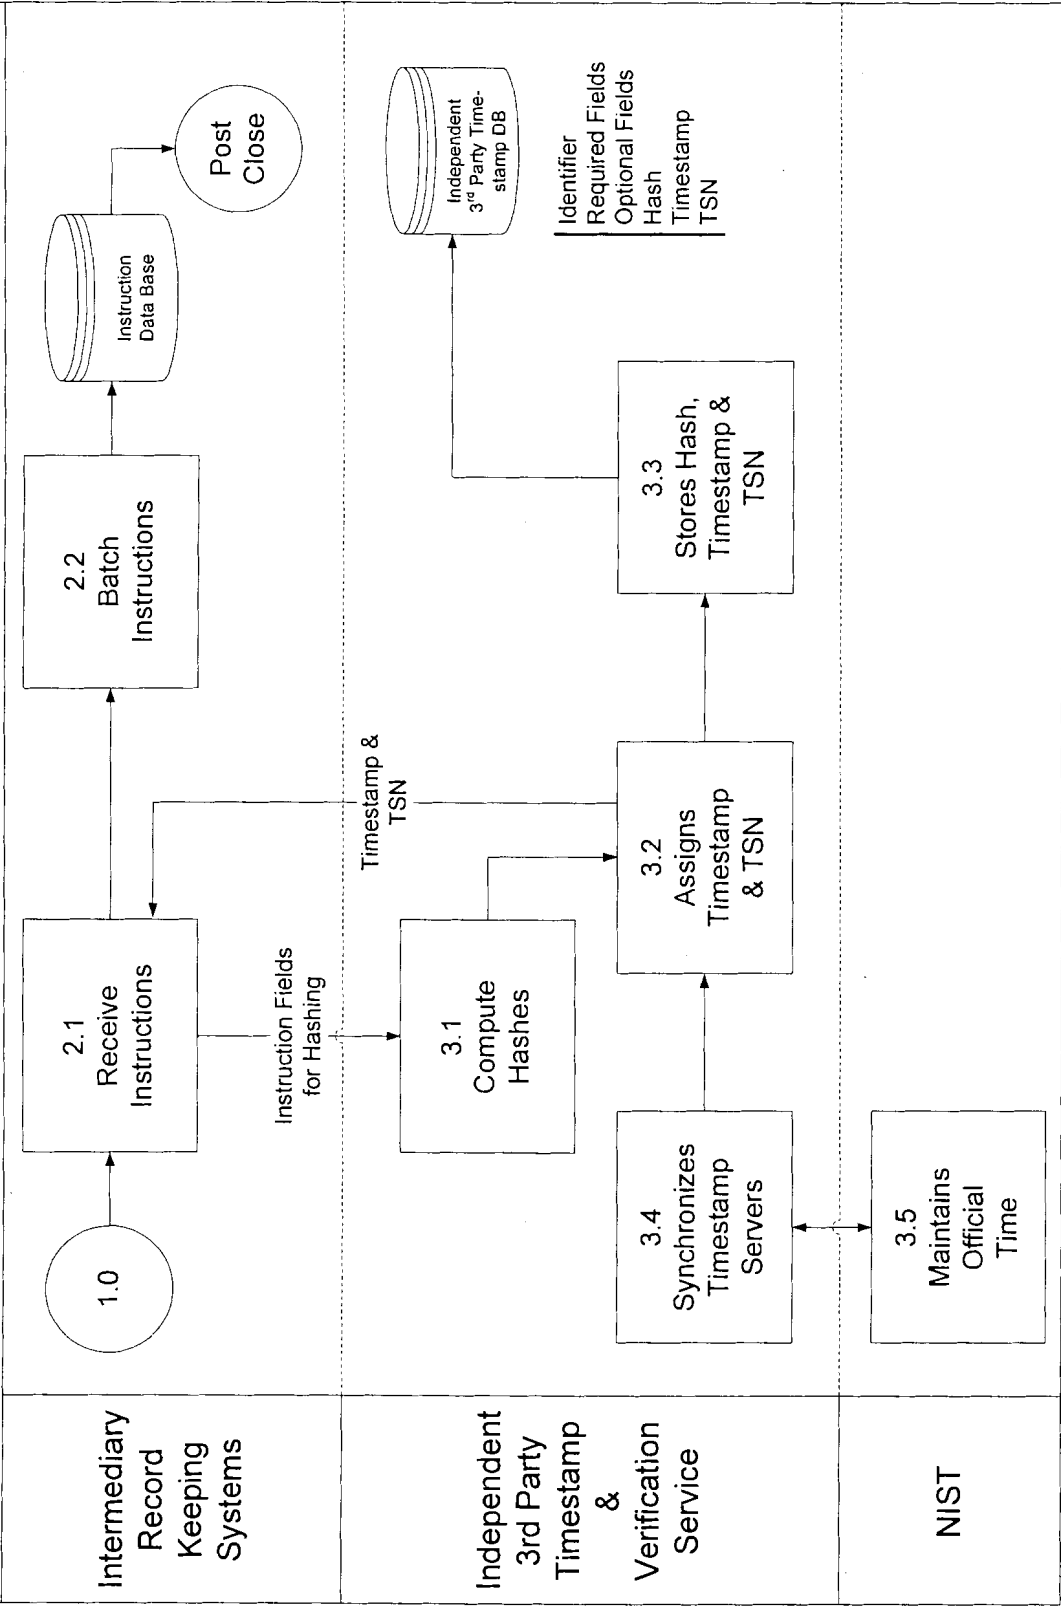 Intermediary
Record
Keeping
Systems
1.0
2.1
Receive
Instructions
2.2
Batch
Instructions
Instruction
Data Base
Post
Close
Instruction Fields
for Hashing
Timestamp &
TSN
Independent
3rd Party
Timestamp
&
Verification
Service
3.1
Compute
Hashes
3.4
Synchronizes
Timestamp
Servers
3.2
Assigns
Timestamp
& TSN
3.3
Stores Hash,
Timestamp &
TSN
Independent
3rd Party Time-
stamp DB
Identifier
Required Fields
Optional Fields
Hash
Timestamp
TSN
NIST
3.5
Maintains
Official
Time